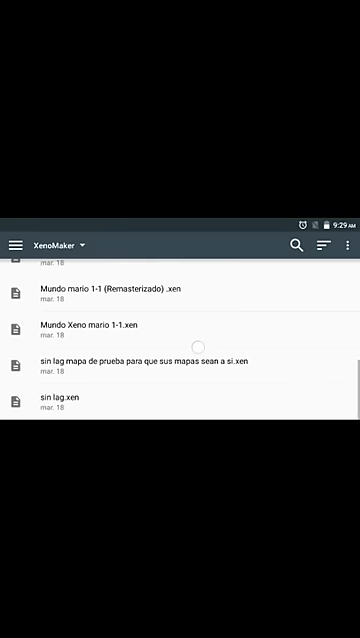 9:29 AM
XenoMaker
mar. 18
Mundo mario 1-1 (Remasterizado) .xen
mar. 18
Mundo Xeno mario 1-1.xen
mar. 18
sin lag mapa de prueba para que sus mapas sean a si.xen
mar. 18
sin lag.xen
mar. 18